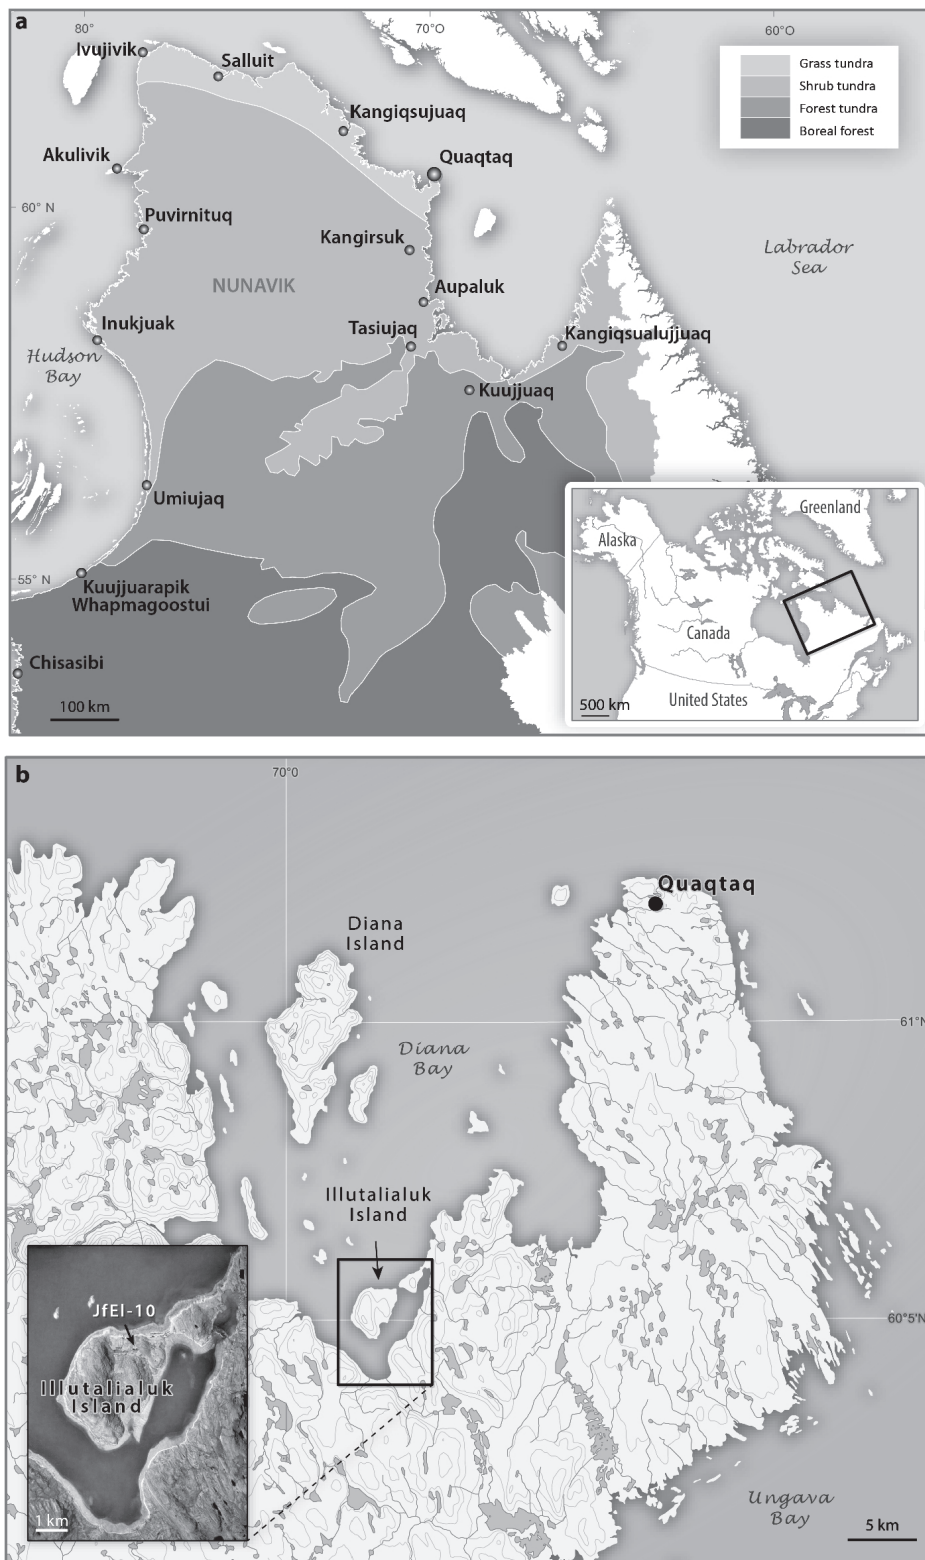 a
80°
70°O
60°O
Ivujivik
Salluit
Grass tundra
Shrub tundra
Forest tundra
Boreal forest
Kangiqsujuaq
Akulivik
Quaqtaq
60° N
Puvirnituq
Kangirsuk
Labrador
Sea
NUNAVIK
Aupaluk
Inukjuak
Tasiujaq
Kangiqsualujjuaq
Hudson
Bay
Kuujjuaq
Umiujaq
Greenland
Alaska
55° N
Kuujjuarapik
Whapmagoostui
Canada
Chisasibi
United States
100 km
500 km
b
70°0
Quaqtaq
Diana
Island
61°N
Diana
Bay
Illutalialuk
Island
JfEl-10
60°5'N
Illutalialuk
Island
Ungava
Bay
1 km
5 km